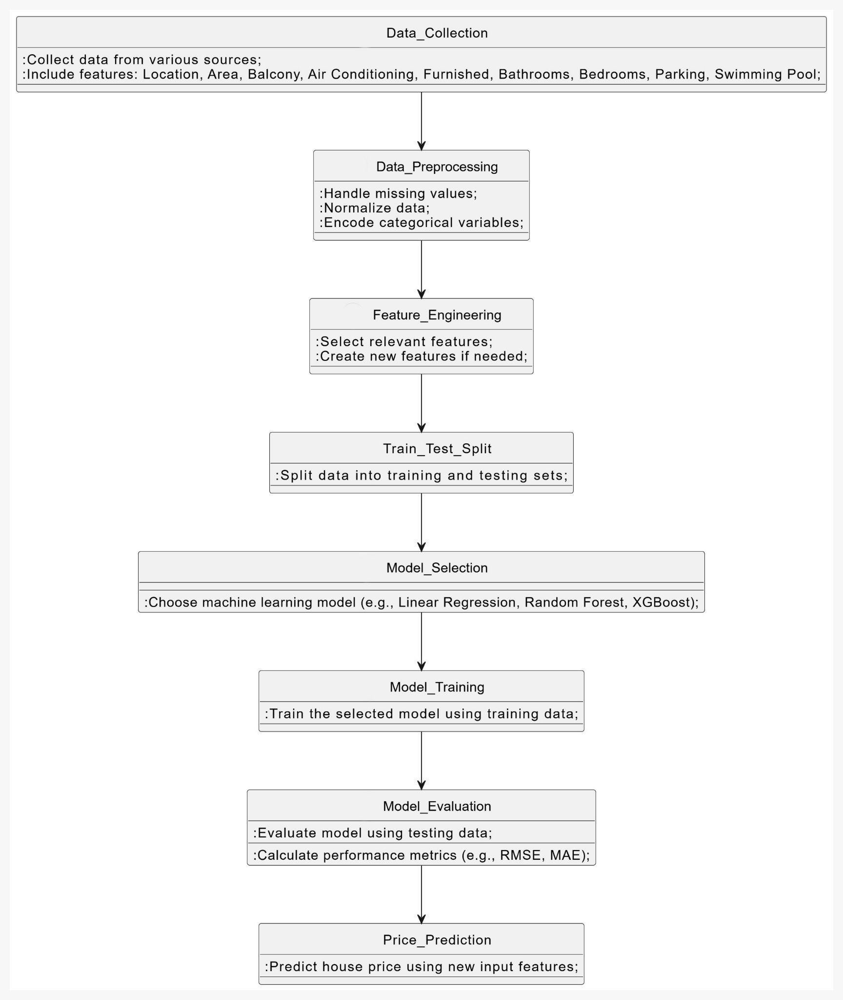 Data_Collection
:Collect data from various sources;
:Include features: Location, Area, Balcony, Air Conditioning, Furnished, Bathrooms, Bedrooms, Parking, Swimming Pool;
Data_Preprocessing
:Handle missing values;
:Normalize data;
:Encode categorical variables;
Feature_Engineering
:Select relevant features;
:Create new features if needed;
Train_Test_Split
:Split data into training and testing sets;
Model_Selection
:Choose machine learning model (e.g., Linear Regression, Random Forest, XGBoost);
Model_Training
:Train the selected model using training data;
Model_Evaluation
:Evaluate model using testing data;
:Calculate performance metrics (e.g., RMSE, MAE);
Price_Prediction
:Predict house price using new input features;